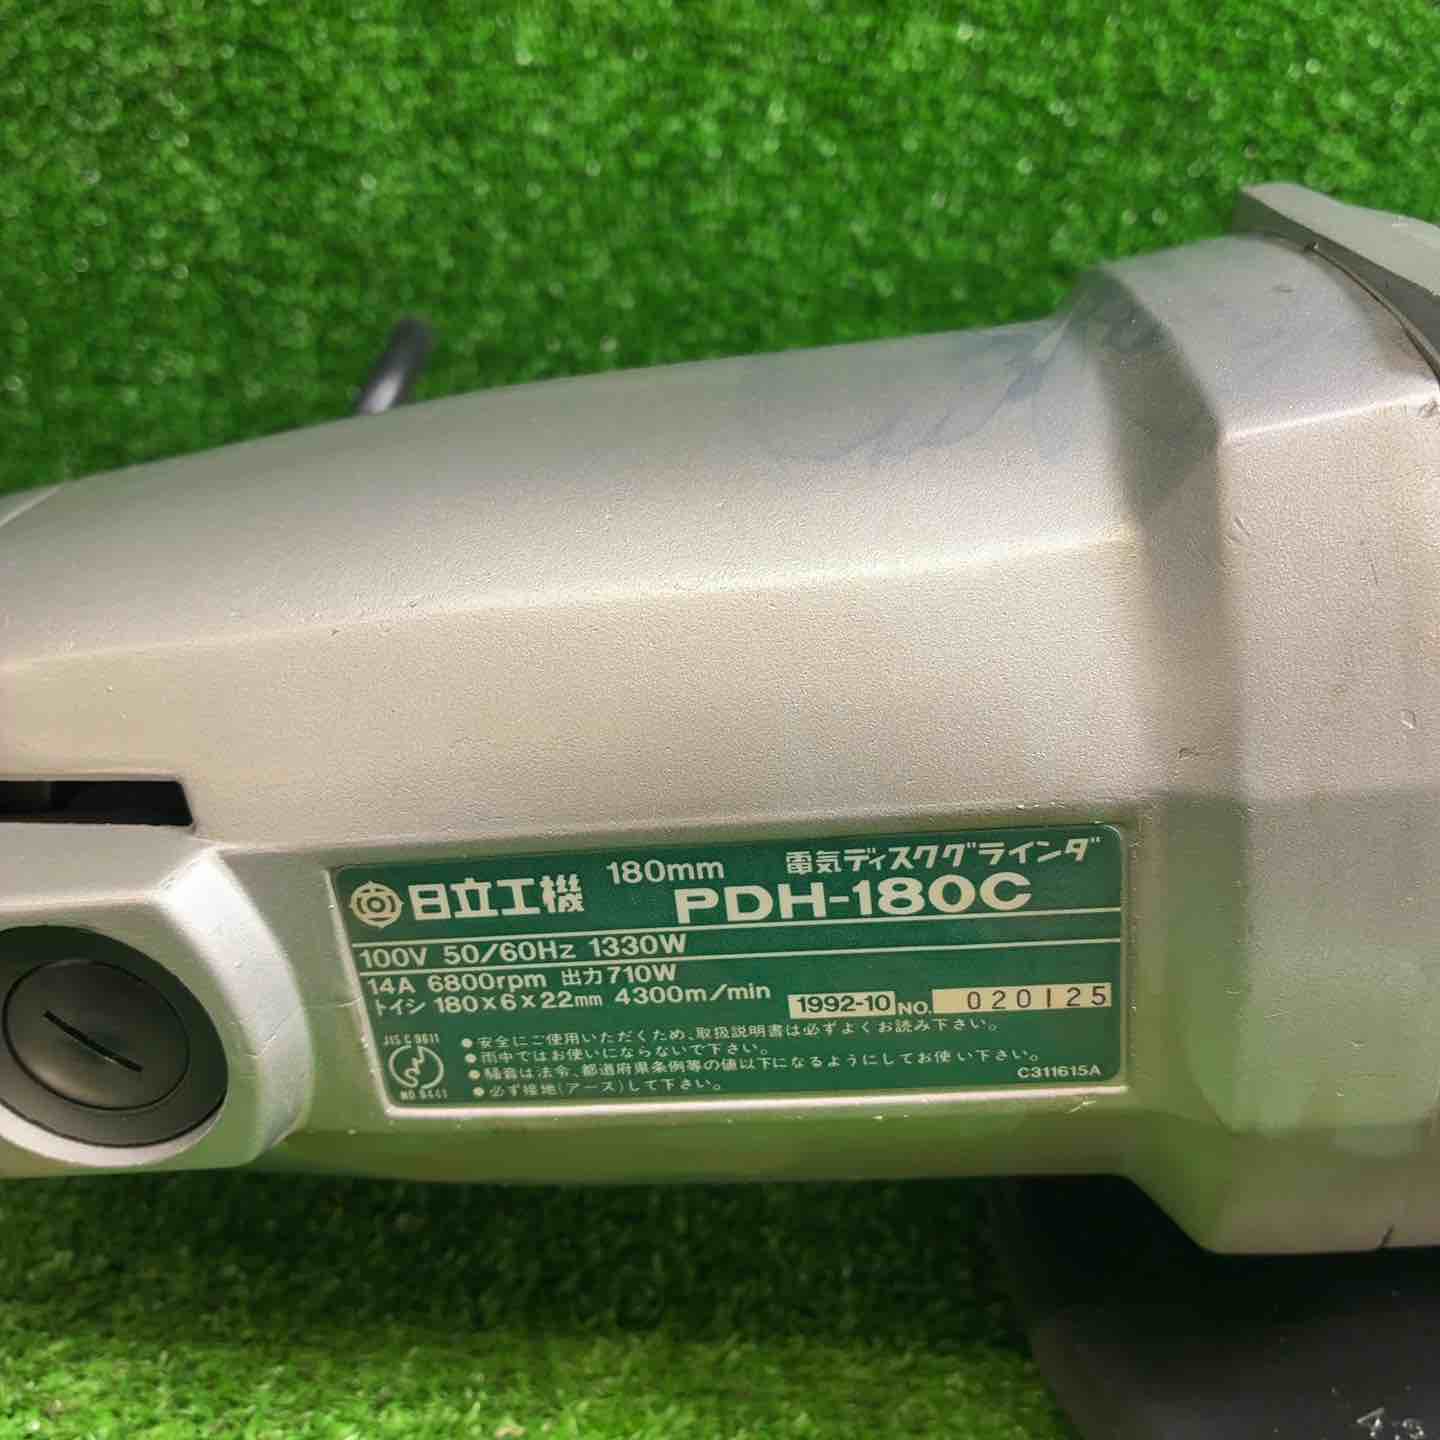 日立工機 180mm 電気ディスクグラインダ
PDH-180C
100V 50/60Hz 1330W
14A 6800rpm 出力710W
トイシ 180×6×22mm 4300m/min 1992-10 NO. 020125
JIS C 9611
NO 8441
●安全にご使用いただくため、取扱説明書は必ずよくお読み下さい。
●雨中ではお使いにならないで下さい。
●騒音は法令、都道府県条例等の値以下になるようにしてお使い下さい。
●必ず接地(アース)して下さい。
C311615A